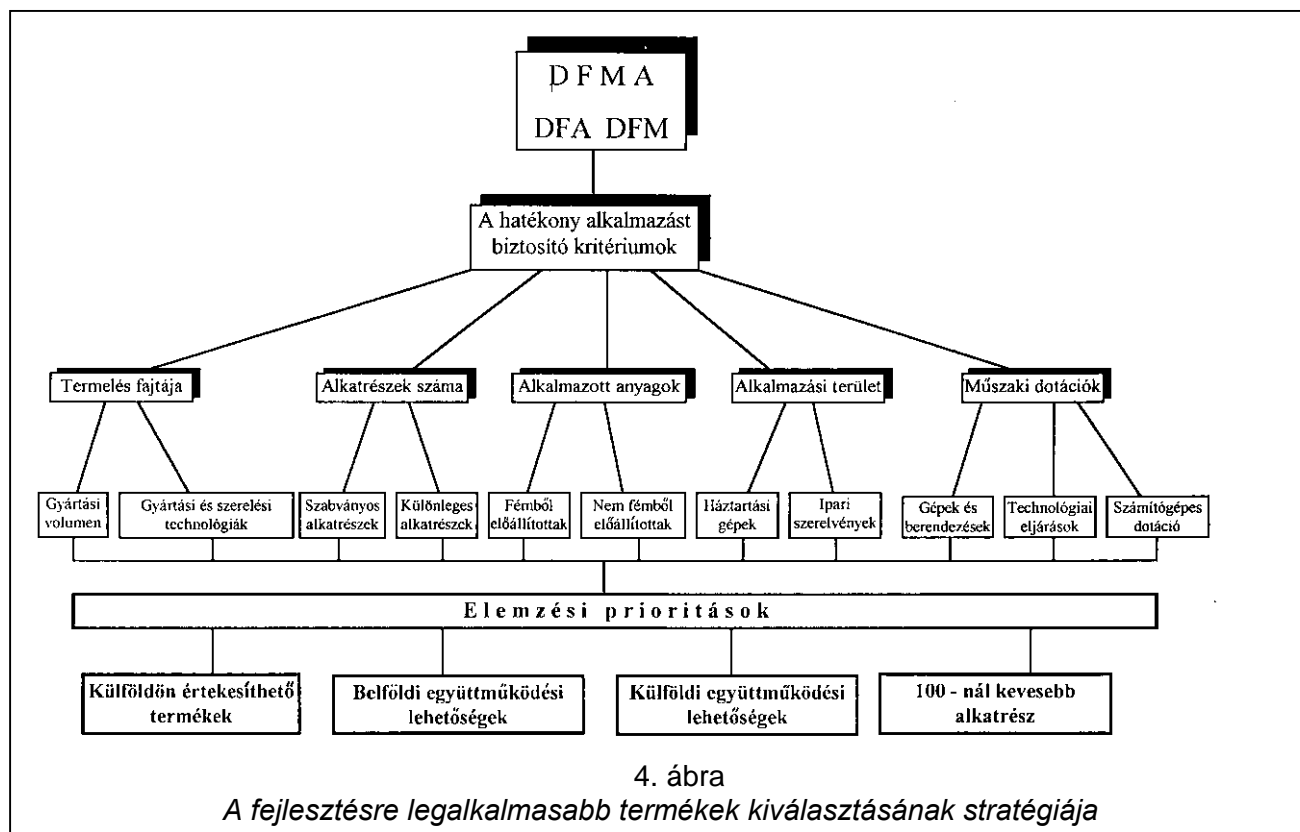 D F M A
DFA DFM
A hatékony alkalmazást
biztosító kritériumok
Termelés fajtája
Alkatrészek száma
Alkalmazott anyagok
Alkalmazási terület
Műszaki dotációk
Gyártási
volumen
Gyártási és szerelési
technológiák
Szabványos
alkatrészek
Különleges
alkatrészek
Fémből
előállítottak
Nem fémből
előállítottak
Háztartási
gépek
Ipari
szerelvények
Gépek és
berendezések
Technológiai
eljárások
Számítógépes
dotáció
Elemzési prioritások
Külföldön értekesíthető
termékek
Belföldi együttműködési
lehetőségek
Külföldi együttműködési
lehetőségek
100 - nál kevesebb
alkatrész
4. ábra
A fejlesztésre legalkalmasabb termékek kiválasztásának stratégiája